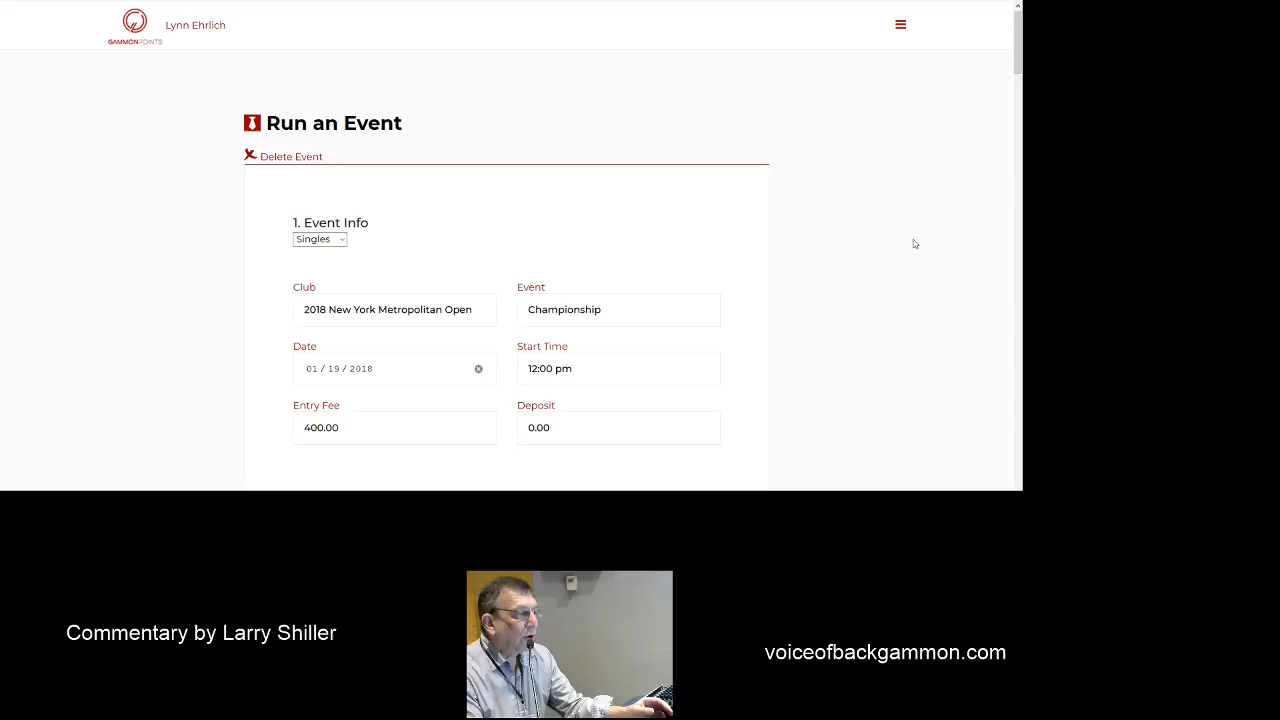 GAMMONPOINTS
Lynn Ehrlich
Run an Event
Delete Event
1. Event Info
Singles
Club
Event
2018 New York Metropolitan Open
Championship
Date
Start Time
01 / 19 / 2018
12:00 pm
Entry Fee
Deposit
400.00
0.00
Commentary by Larry Shiller
voiceofbackgammon.com